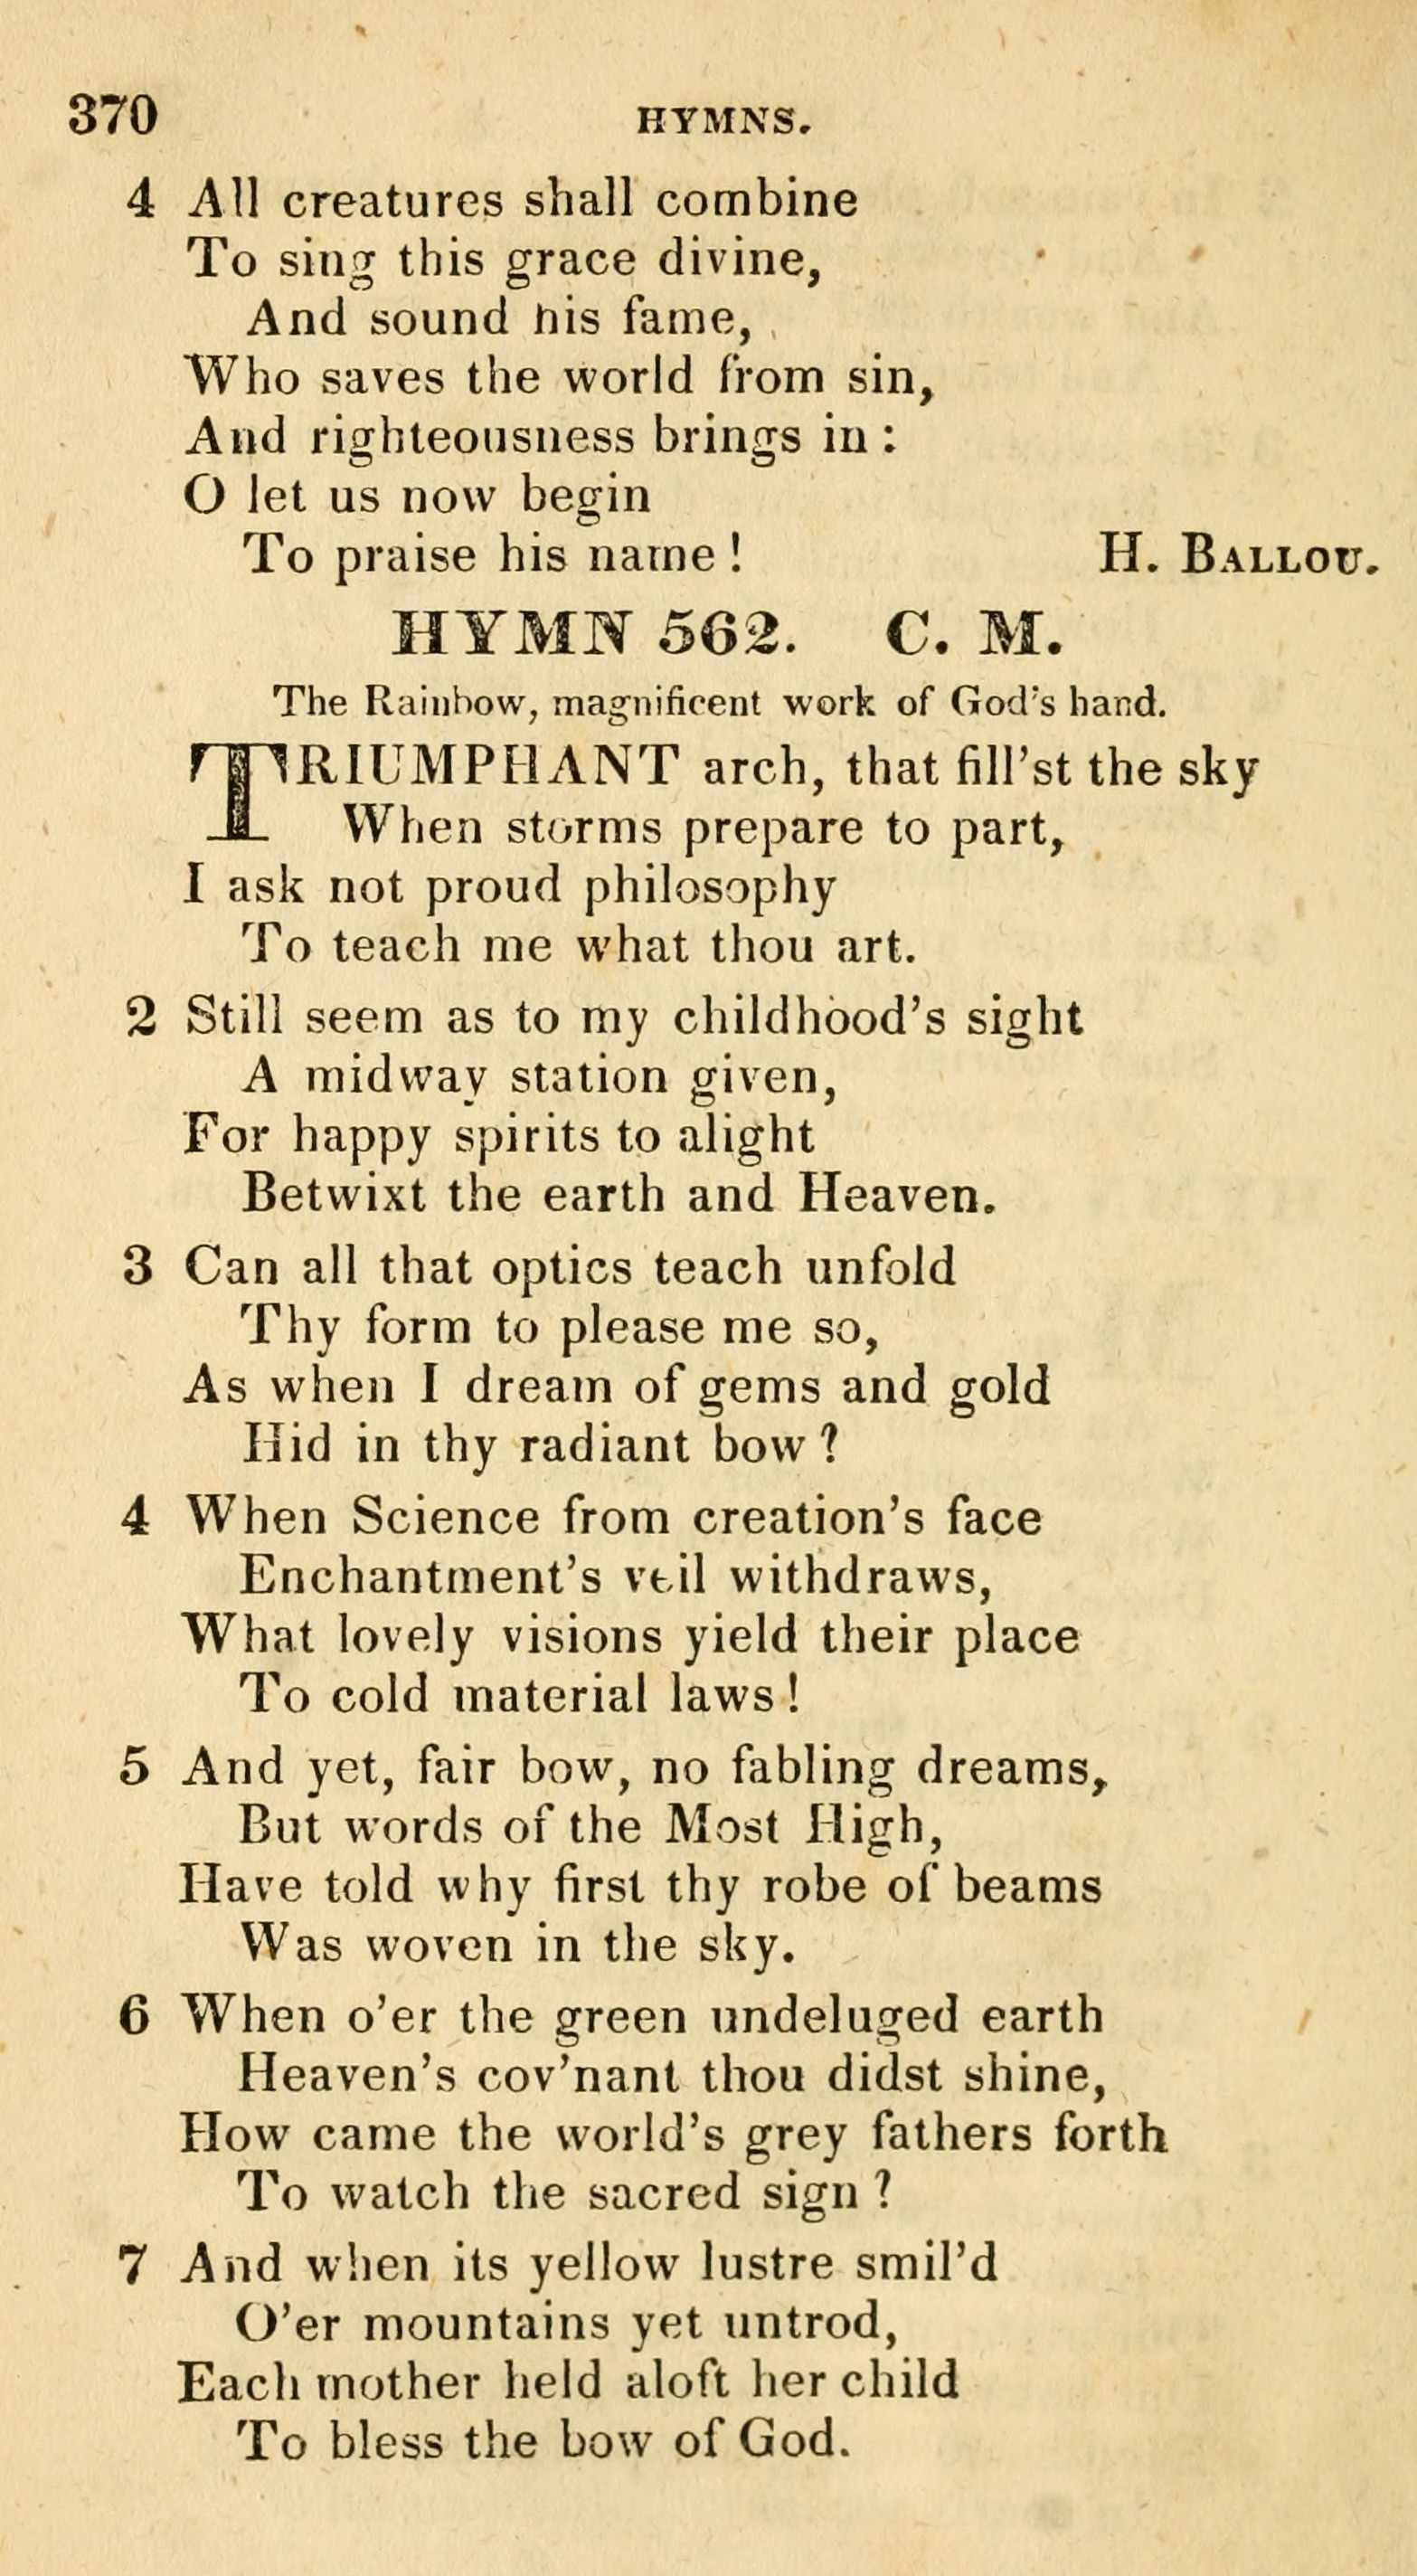 370 HYMNS.
4 All creatures shall combine
To sing this grace divine,
And sound his fame,
Who saves the world from sin,
And righteousness brings in :
O let us now begin
To praise his name ! H. BALLOU.
HYMN 562. C. M.
The Rainbow, magnificent work of God's hand.
TRIUMPHANT arch, that fill'st the sky
When storms prepare to part,
I ask not proud philosophy
To teach me what thou art.
2 Still seem as to my childhood's sight
A midway station given,
For happy spirits to alight
Betwixt the earth and Heaven.
3 Can all that optics teach unfold
Thy form to please me so,
As when I dream of gems and gold
Hid in thy radiant bow ?
4 When Science from creation's face
Enchantment's veil withdraws,
What lovely visions yield their place
To cold material laws !
5 And yet, fair bow, no fabling dreams,
But words of the Most High,
Have told why first thy robe of beams
Was woven in the sky.
6 When o'er the green undeluged earth
Heaven's cov'nant thou didst shine,
How came the world's grey fathers forth
To watch the sacred sign ?
7 And when its yellow lustre smil'd
O'er mountains yet untrod,
Each mother held aloft her child
To bless the bow of God.